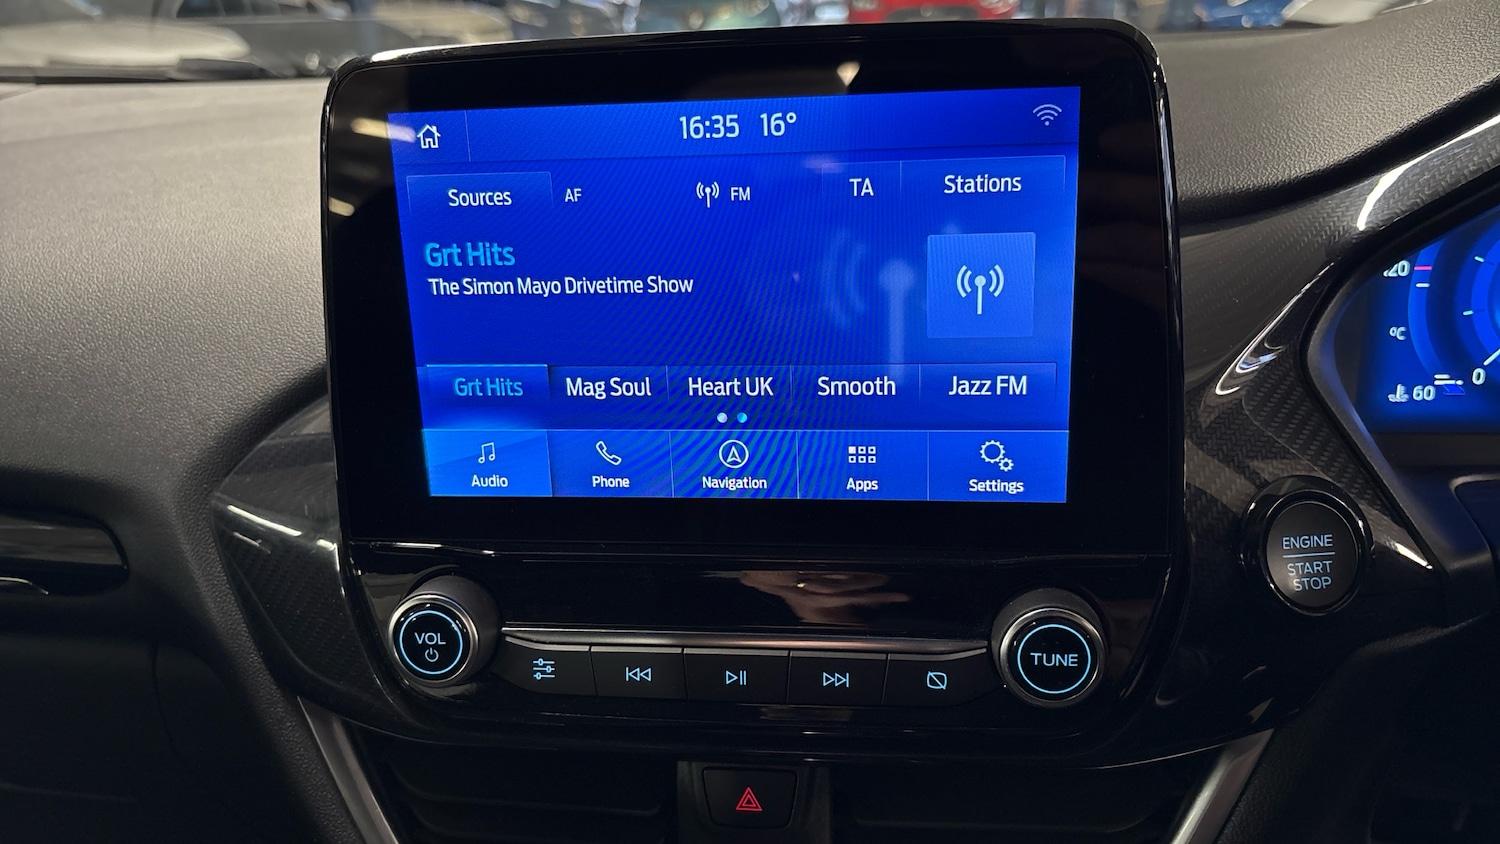 16:35 16°
Sources AF FM TA Stations
Grt Hits
The Simon Mayo Drivetime Show
Grt Hits Mag Soul Heart UK Smooth Jazz FM
Audio Phone Navigation Apps Settings
120
°C
60 0
ENGINE
START
STOP
VOL
TUNE